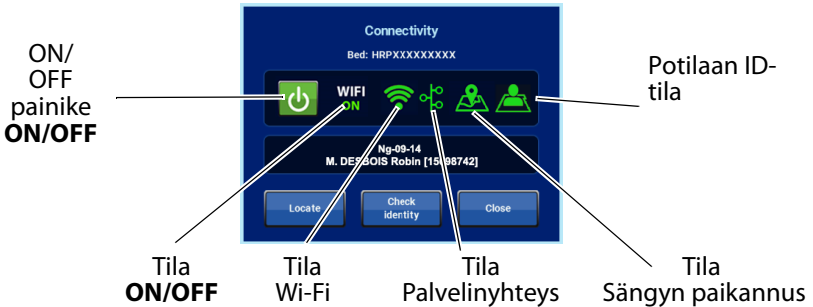 Connectivity
Bed: HRPXXXXXXXXX
ON/
OFF
painike
ON/OFF
WIFI
ON
Potilaan ID-
tila
Ng-09-14
M. DESBOIS Robin [15 98742]
Locate
Check
identity
Close
Tila
ON/OFF
Tila
Wi-Fi
Tila
Palvelinyhteys
Tila
Sängyn paikannus